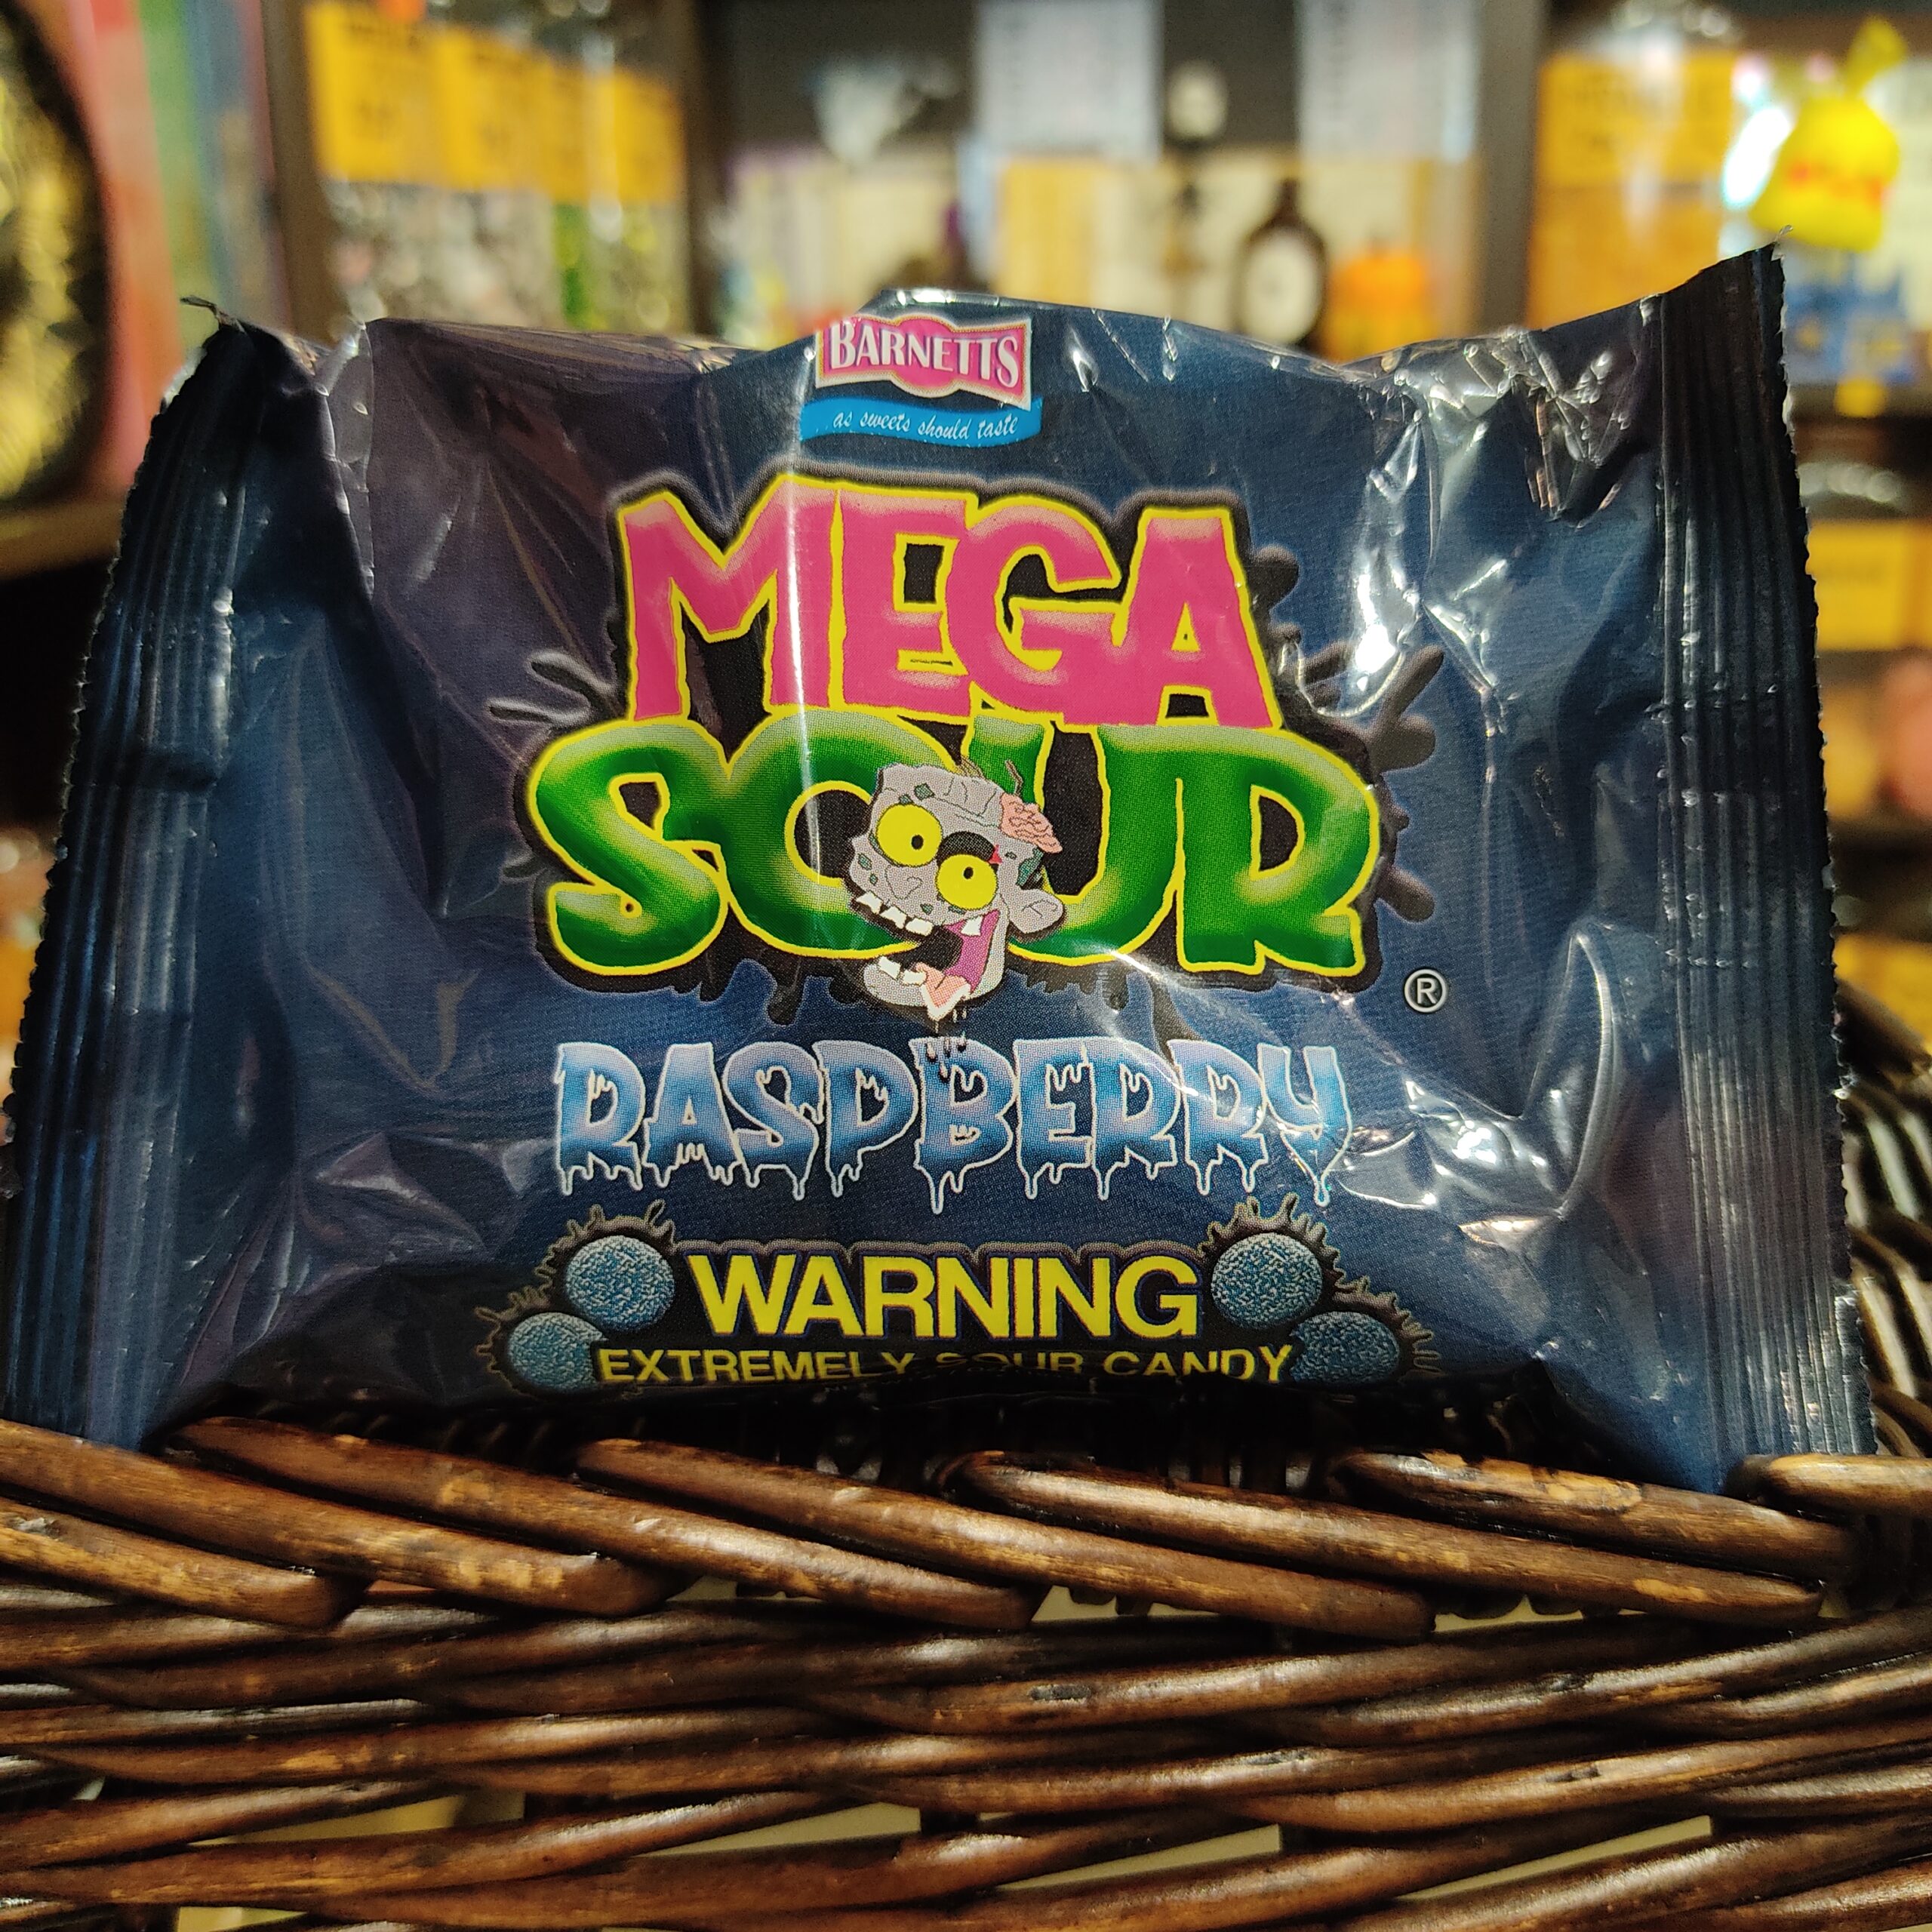 BARNETTS
as sweets should taste
MEGA
SOUR
®
RASPBERRY
WARNING
EXTREMELY SOUR CANDY